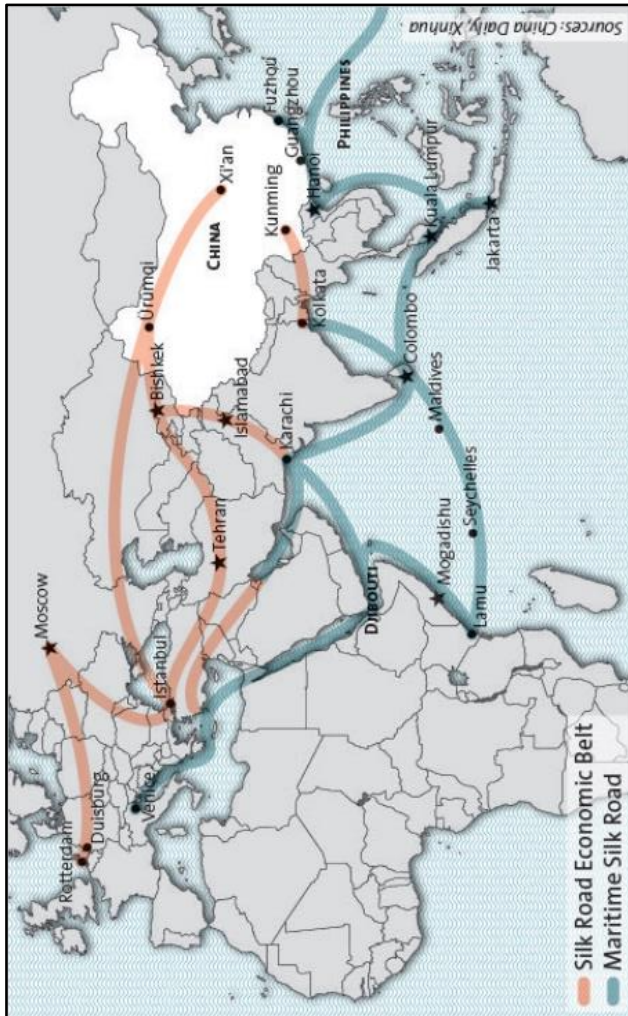 Sources: China Daily, Xinhua
Moscow
Rotterdam
Duisburg
Venice
Istanbul
Tehran
Bishkek
Urumqi
Xi'an
CHINA
Islamabad
Karachi
Kunming
Kolkata
Fuzhou
Guangzhou
Hanoi
PHILIPPINES
DJIBOUTI
Colombo
Kuala Lumpur
Maldives
Mogadishu
Seychelles
Lamu
Jakarta
Silk Road Economic Belt
Maritime Silk Road